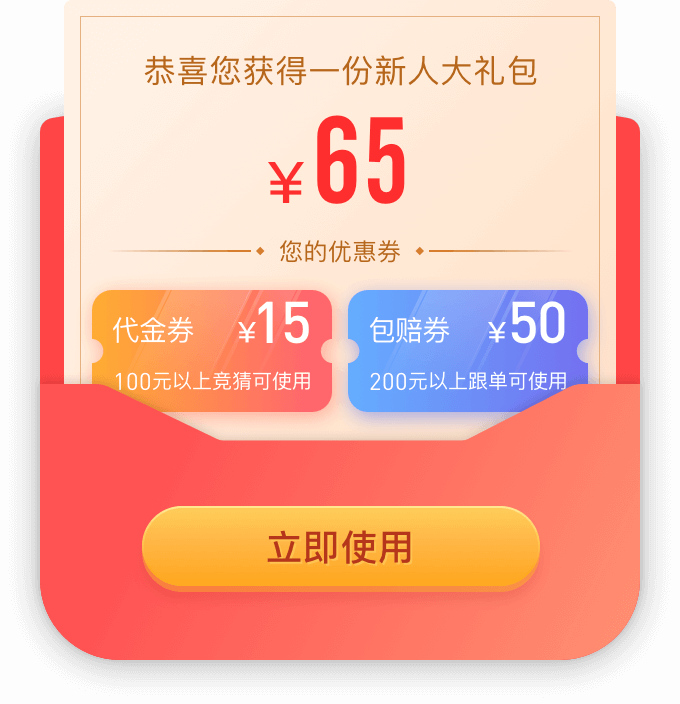 恭喜您获得一份新人大礼包
¥65
您的优惠券
代金券 ¥15
100元以上竞猜可使用
包赔券 ¥50
200元以上跟单可使用
立即使用